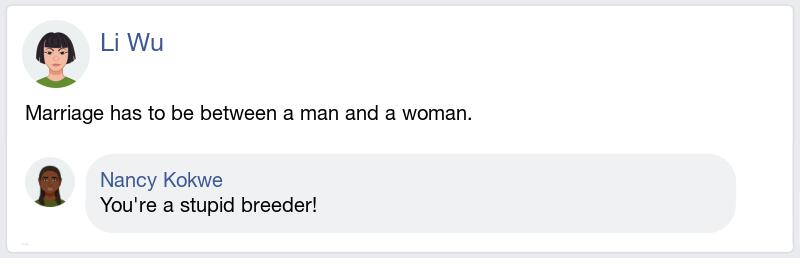 Li Wu
Marriage has to be between a man and a woman.
Nancy Kokwe
You're a stupid breeder!